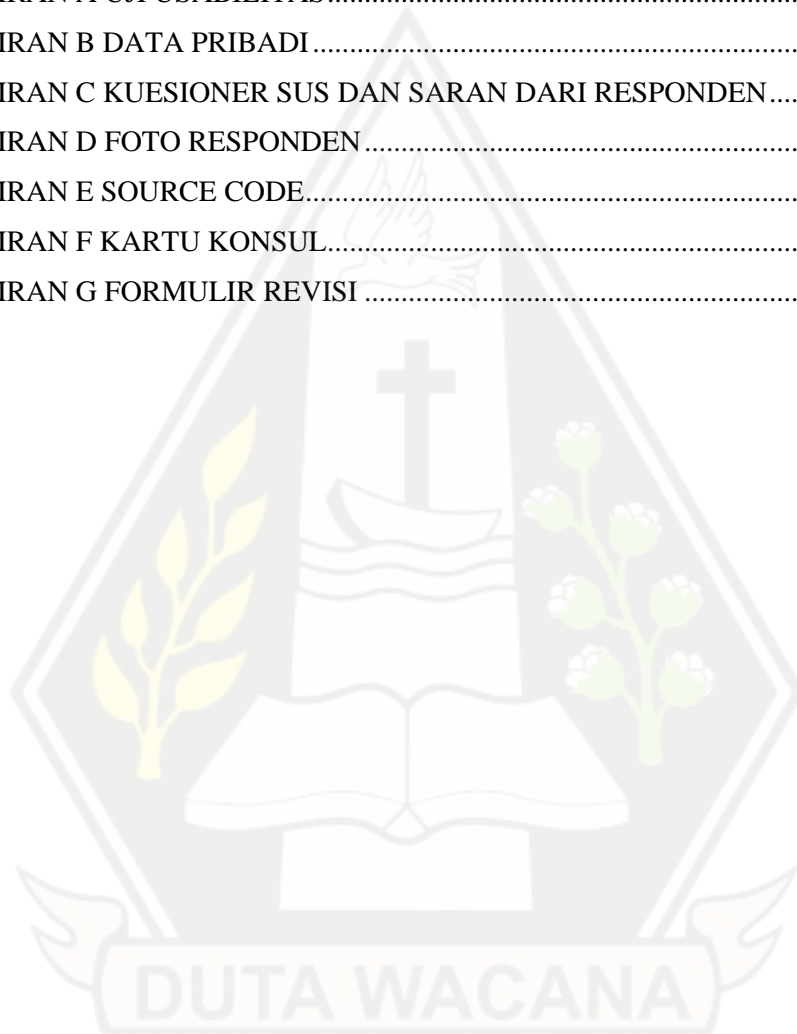 IRAN A UJI USABILITAS....................................................................
IRAN B DATA PRIBADI....................................................................
IRAN C KUESIONER SUS DAN SARAN DARI RESPONDEN....
IRAN D FOTO RESPONDEN.............................................................
IRAN E SOURCE CODE.....................................................................
IRAN F KARTU KONSUL..................................................................
IRAN G FORMULIR REVISI .............................................................
DUTA WACANA